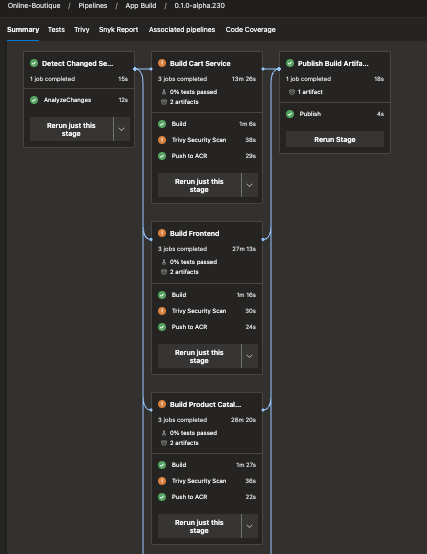 Online-Boutique / Pipelines / App Build / 0.1.0-alpha.230
Summary Tests Trivy Snyk Report Associated pipelines Code Coverage
Detect Changed Se...
1 job completed 15s
AnalyzeChanges 12s
Rerun just this
stage
Build Cart Service
3 jobs completed 13m 26s
0% tests passed
2 artifacts
Build 1m 6s
Trivy Security Scan 38s
Push to ACR 29s
Rerun just this
stage
Publish Build Artifa...
1 job completed 18s
1 artifact
Publish 4s
Rerun Stage
Build Frontend
3 jobs completed 27m 13s
0% tests passed
2 artifacts
Build 1m 16s
Trivy Security Scan 30s
Push to ACR 24s
Rerun just this
stage
Build Product Catal...
3 jobs completed 26m 20s
0% tests passed
2 artifacts
Build 1m 27s
Trivy Security Scan 36s
Push to ACR 22s
Rerun just this
stage